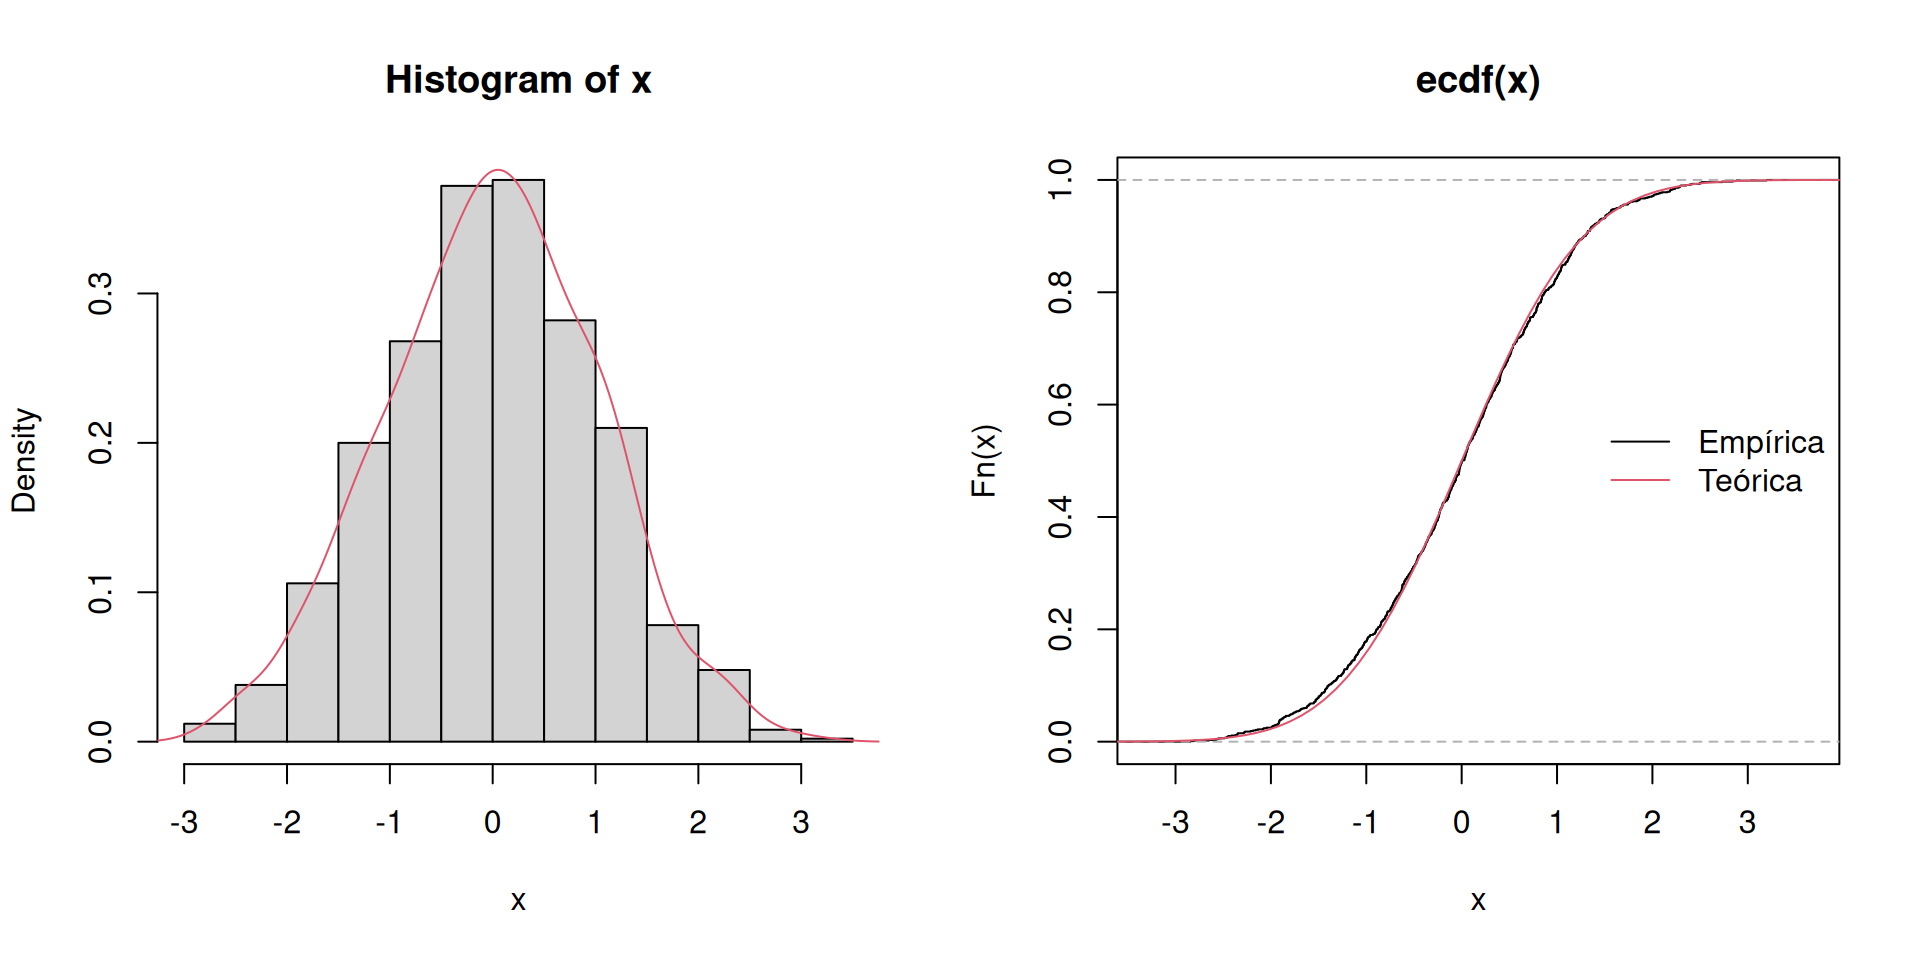 Histogram of x
Density
0.0 0.1 0.2 0.3
-3 -2 -1 0 1 2 3
x
ecdf(x)
Fn(x)
0.0 0.2 0.4 0.6 0.8 1.0
Empírica
Teórica
-3 -2 -1 0 1 2 3
x